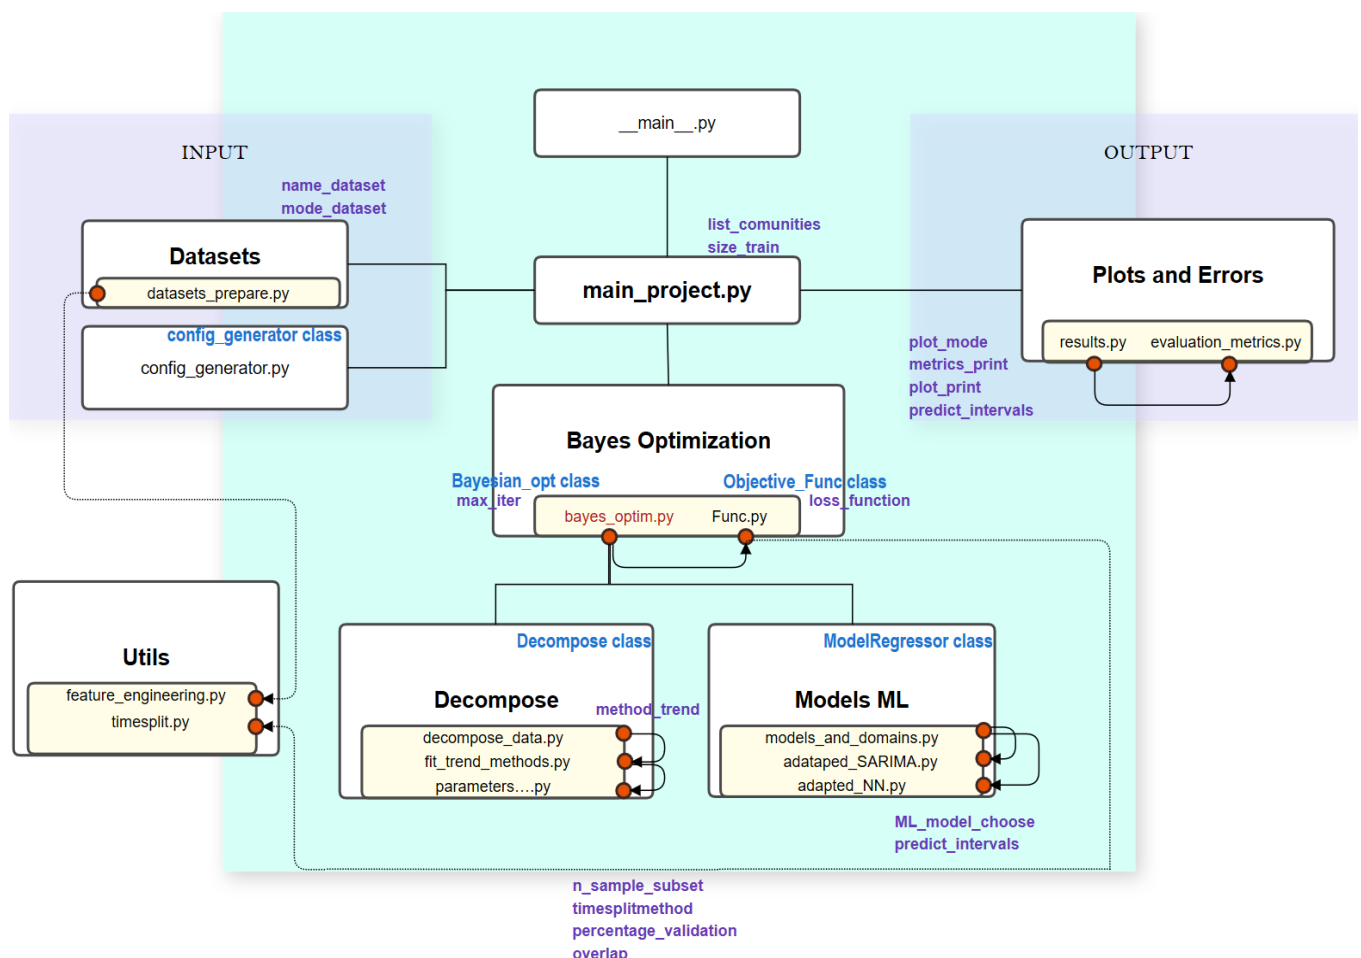 __main__.py
INPUT
OUTPUT
name_dataset
mode_dataset
list_comunities
size_train
Datasets
datasets_prepare.py
main_project.py
Plots and Errors
results.py evaluation_metrics.py
config_generator class
config_generator.py
plot_mode
metrics_print
plot_print
predict_intervals
Bayes Optimization
Bayesian_opt class
Objective_Func class
max_iter
loss_function
bayes_optim.py Func.py
Utils
feature_engineering.py
timesplit.py
Decompose class
Decompose
method_trend
decompose_data.py
fit_trend_methods.py
parameters....py
ModelRegressor class
Models ML
models_and_domains.py
adataped_SARIMA.py
adapted_NN.py
ML_model_choose
predict_intervals
n_sample_subset
timesplitmethod
percentage_validation
overlap